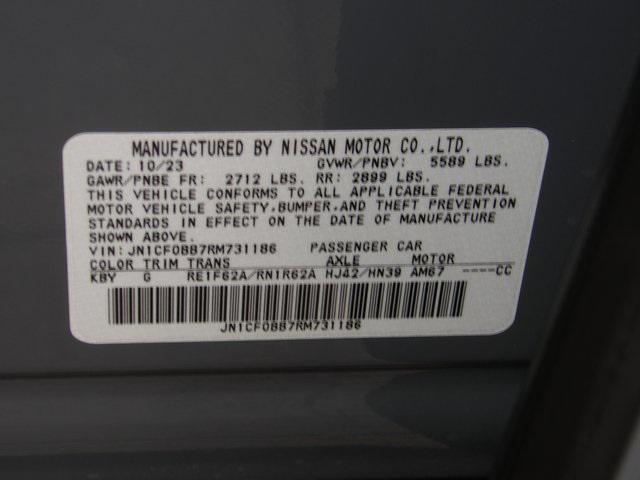 MANUFACTURED BY NISSAN MOTOR CO.,LTD.
DATE: 10/23 GVWR/PNBV: 5589 LBS.
GAWR/PNBE FR: 2712 LBS. RR: 2899 LBS.
THIS VEHICLE CONFORMS TO ALL APPLICABLE FEDERAL
MOTOR VEHICLE SAFETY,BUMPER,AND THEFT PREVENTION
STANDARDS IN EFFECT ON THE DATE OF MANUFACTURE
SHOWN ABOVE.
VIN: JN1CF0BB7RM731186 PASSENGER CAR
COLOR TRIM TRANS AXLE MOTOR
KBY G RE1F62A/RN1R62A HJ42/HN39 AM67 ----CC
JN1CF0BB7RM731186